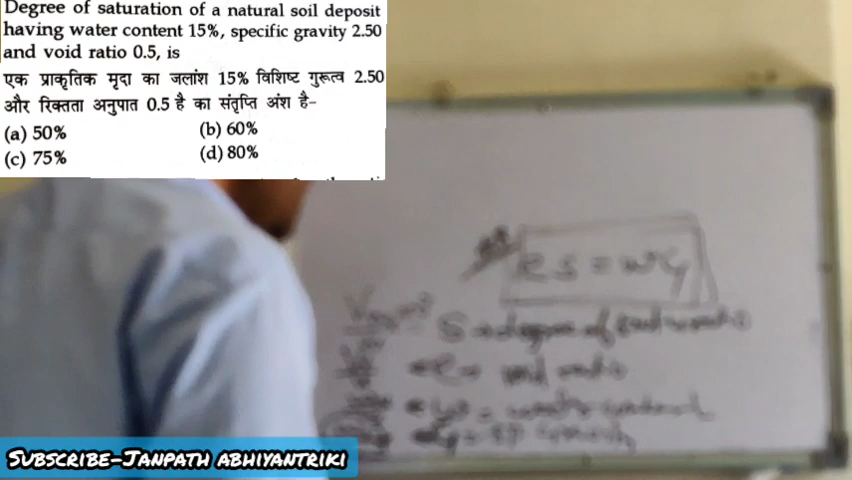 Degree of saturation of a natural soil deposit
having water content 15%, specific gravity 2.50
and void ratio 0.5, is
एक प्राकृतिक मृदा का जलांश 15% विशिष्ट गुरूत्व 2.50
और रिक्तता अनुपात 0.5 है का संतृप्ति अंश है-
(a) 50% (b) 60%
(c) 75% (d) 80%
es = wG
S = degree of saturation
e = void ratio
w = water content
SUBSCRIBE-JANPATH ABHIYANTRIKI